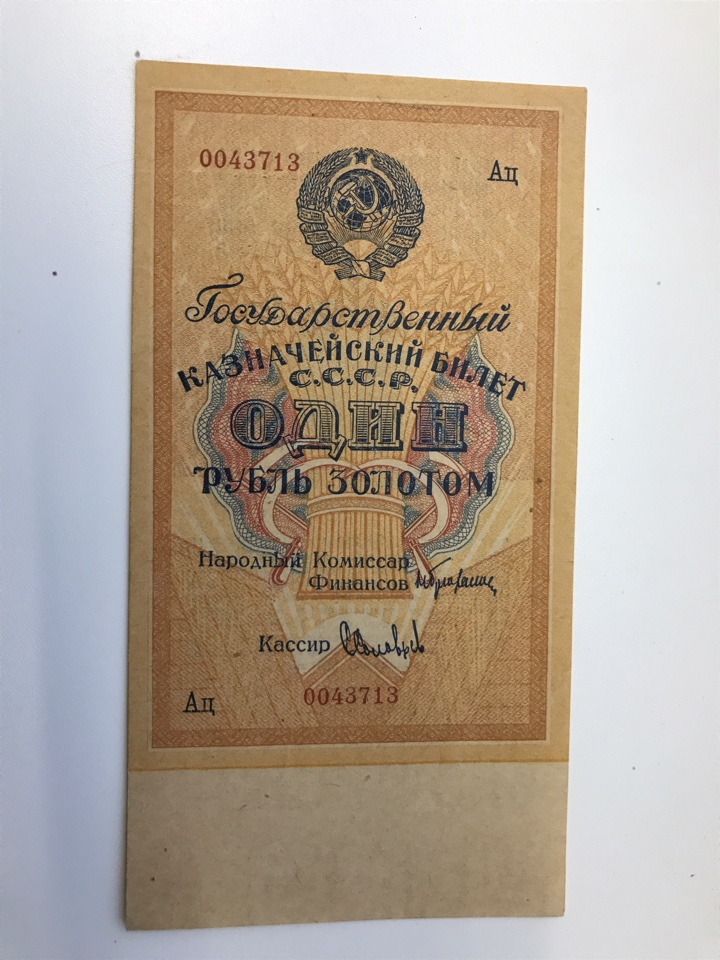 0043713
Ац
Государственный
КАЗНАЧЕЙСКИЙ БИЛЕТ
С.С.С.Р.
ОДИН
РУБЛЬ ЗОЛОТОМ
Народный Комиссар
Финансов
Кассир
Ац 0043713